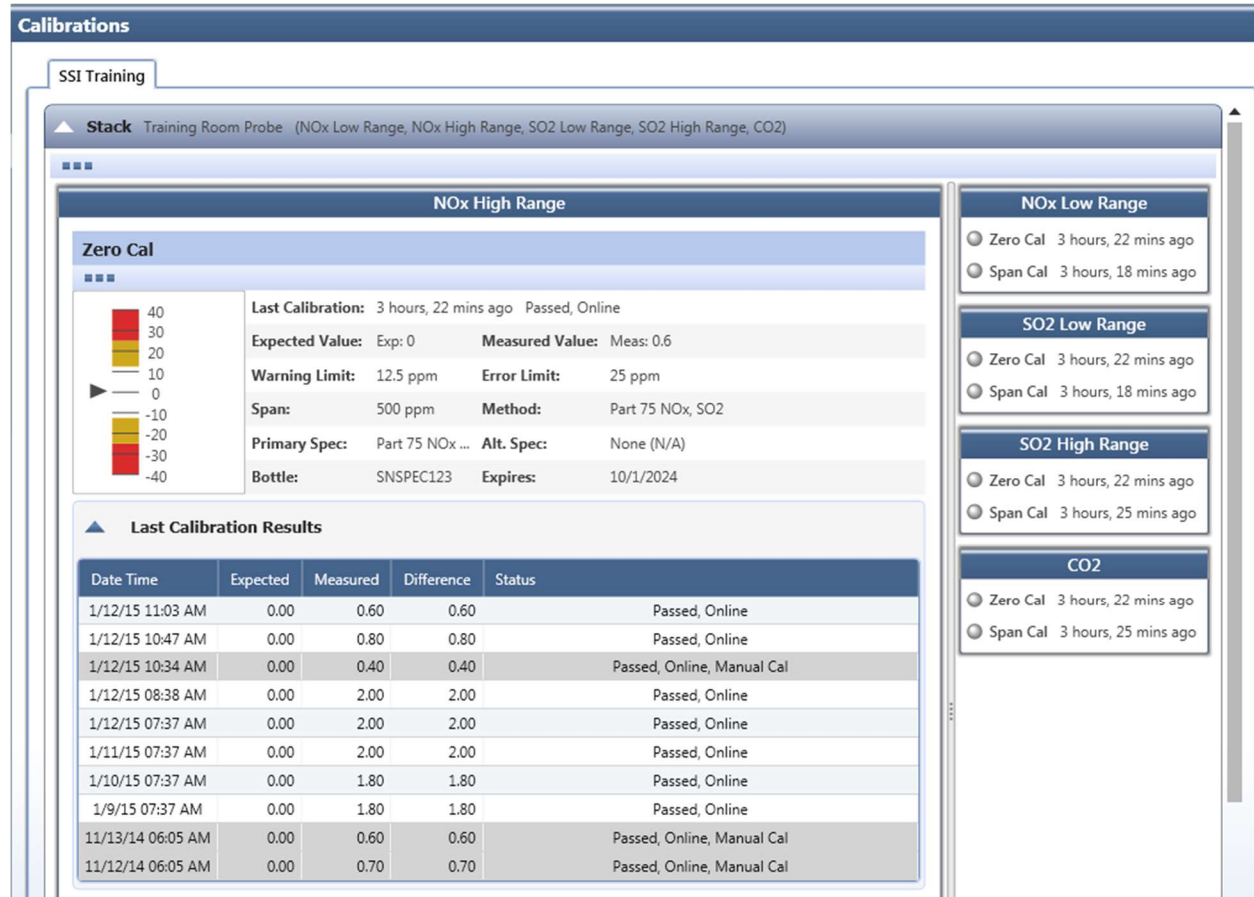 Calibrations
SSI Training
Stack Training Room Probe (NOx Low Range, NOx High Range, SO2 Low Range, SO2 High Range, CO2)
NOx High Range
Zero Cal
40
30
20
10
0
-10
-20
-30
-40
Last Calibration: 3 hours, 22 mins ago Passed, Online
Expected Value: Exp: 0 Measured Value: Meas: 0.6
Warning Limit: 12.5 ppm Error Limit: 25 ppm
Span: 500 ppm Method: Part 75 NOx, SO2
Primary Spec: Part 75 NOx ... Alt. Spec: None (N/A)
Bottle: SNSPEC123 Expires: 10/1/2024
Last Calibration Results
Date Time Expected Measured Difference Status
1/12/15 11:03 AM 0.00 0.60 0.60 Passed, Online
1/12/15 10:47 AM 0.00 0.80 0.80 Passed, Online
1/12/15 10:34 AM 0.00 0.40 0.40 Passed, Online, Manual Cal
1/12/15 08:38 AM 0.00 2.00 2.00 Passed, Online
1/12/15 07:37 AM 0.00 2.00 2.00 Passed, Online
1/11/15 07:37 AM 0.00 2.00 2.00 Passed, Online
1/10/15 07:37 AM 0.00 1.80 1.80 Passed, Online
1/9/15 07:37 AM 0.00 1.80 1.80 Passed, Online
11/13/14 06:05 AM 0.00 0.60 0.60 Passed, Online, Manual Cal
11/12/14 06:05 AM 0.00 0.70 0.70 Passed, Online, Manual Cal
NOx Low Range
Zero Cal 3 hours, 22 mins ago
Span Cal 3 hours, 18 mins ago
SO2 Low Range
Zero Cal 3 hours, 22 mins ago
Span Cal 3 hours, 18 mins ago
SO2 High Range
Zero Cal 3 hours, 22 mins ago
Span Cal 3 hours, 25 mins ago
CO2
Zero Cal 3 hours, 22 mins ago
Span Cal 3 hours, 25 mins ago